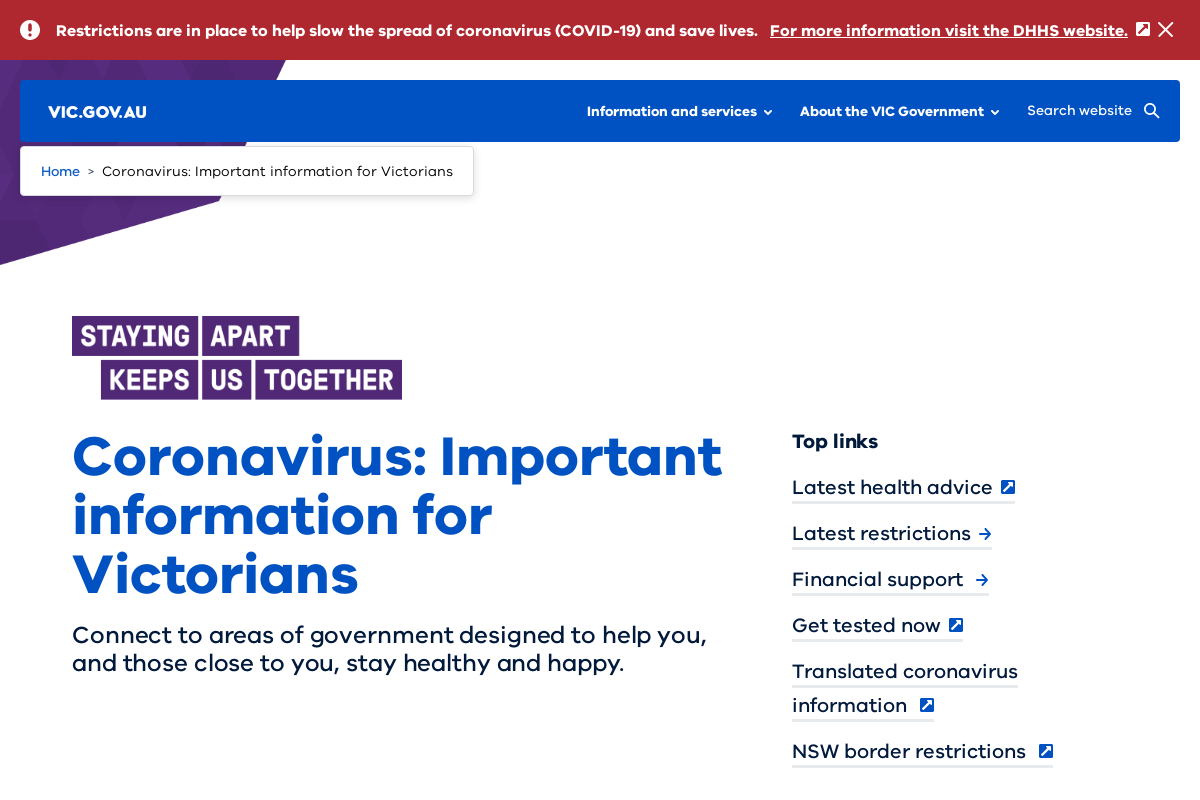 Restrictions are in place to help slow the spread of coronavirus (COVID-19) and save lives. For more information visit the DHHS website.
VIC.GOV.AU Information and services About the VIC Government Search website
Home > Coronavirus: Important information for Victorians
STAYING APART
KEEPS US TOGETHER
Coronavirus: Important
information for
Victorians
Connect to areas of government designed to help you,
and those close to you, stay healthy and happy.
Top links
Latest health advice
Latest restrictions
Financial support
Get tested now
Translated coronavirus
information
NSW border restrictions